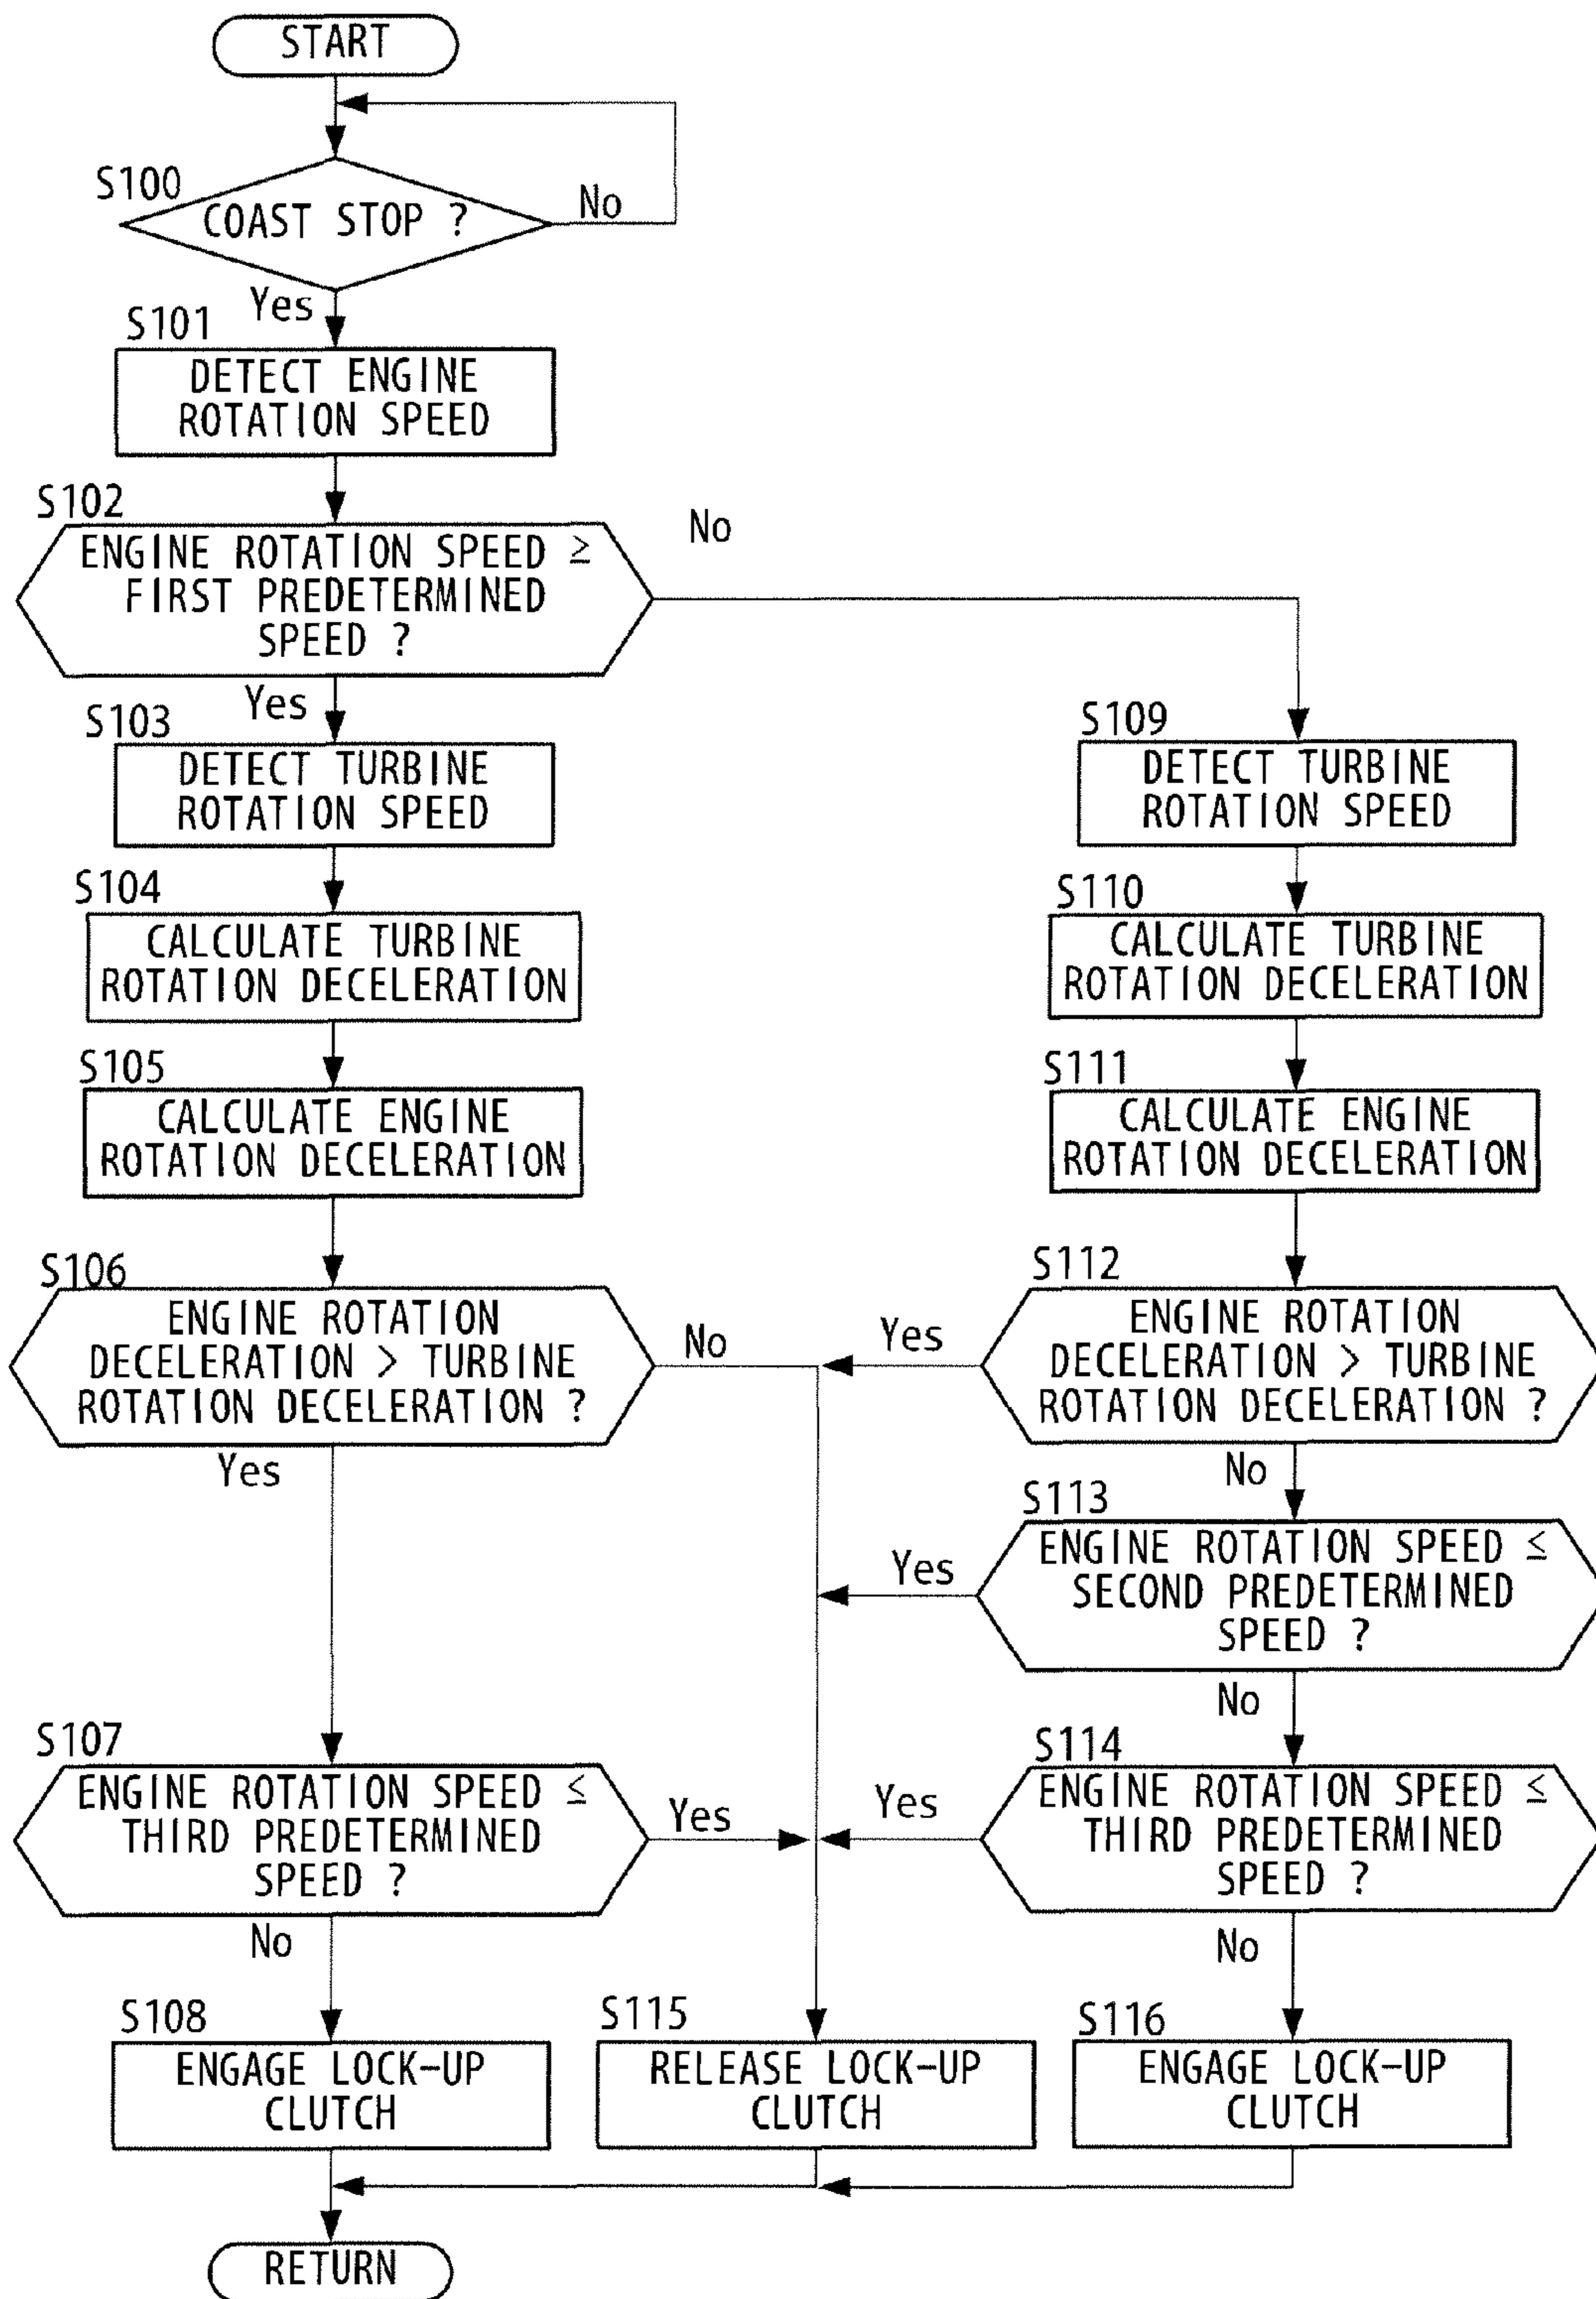 START
S100
COAST STOP ?
No
Yes
S101
DETECT ENGINE
ROTATION SPEED
S102
ENGINE ROTATION SPEED ≥
FIRST PREDETERMINED
SPEED ?
No
Yes
S103
DETECT TURBINE
ROTATION SPEED
S104
CALCULATE TURBINE
ROTATION DECELERATION
S105
CALCULATE ENGINE
ROTATION DECELERATION
S106
ENGINE ROTATION
DECELERATION > TURBINE
ROTATION DECELERATION ?
No
Yes
S107
ENGINE ROTATION SPEED ≤
THIRD PREDETERMINED
SPEED ?
Yes
No
S108
ENGAGE LOCK-UP
CLUTCH
S109
DETECT TURBINE
ROTATION SPEED
S110
CALCULATE TURBINE
ROTATION DECELERATION
S111
CALCULATE ENGINE
ROTATION DECELERATION
S112
ENGINE ROTATION
DECELERATION > TURBINE
ROTATION DECELERATION ?
Yes
No
S113
ENGINE ROTATION SPEED ≤
SECOND PREDETERMINED
SPEED ?
Yes
No
S114
ENGINE ROTATION SPEED ≤
THIRD PREDETERMINED
SPEED ?
Yes
No
S115
RELEASE LOCK-UP
CLUTCH
S116
ENGAGE LOCK-UP
CLUTCH
RETURN